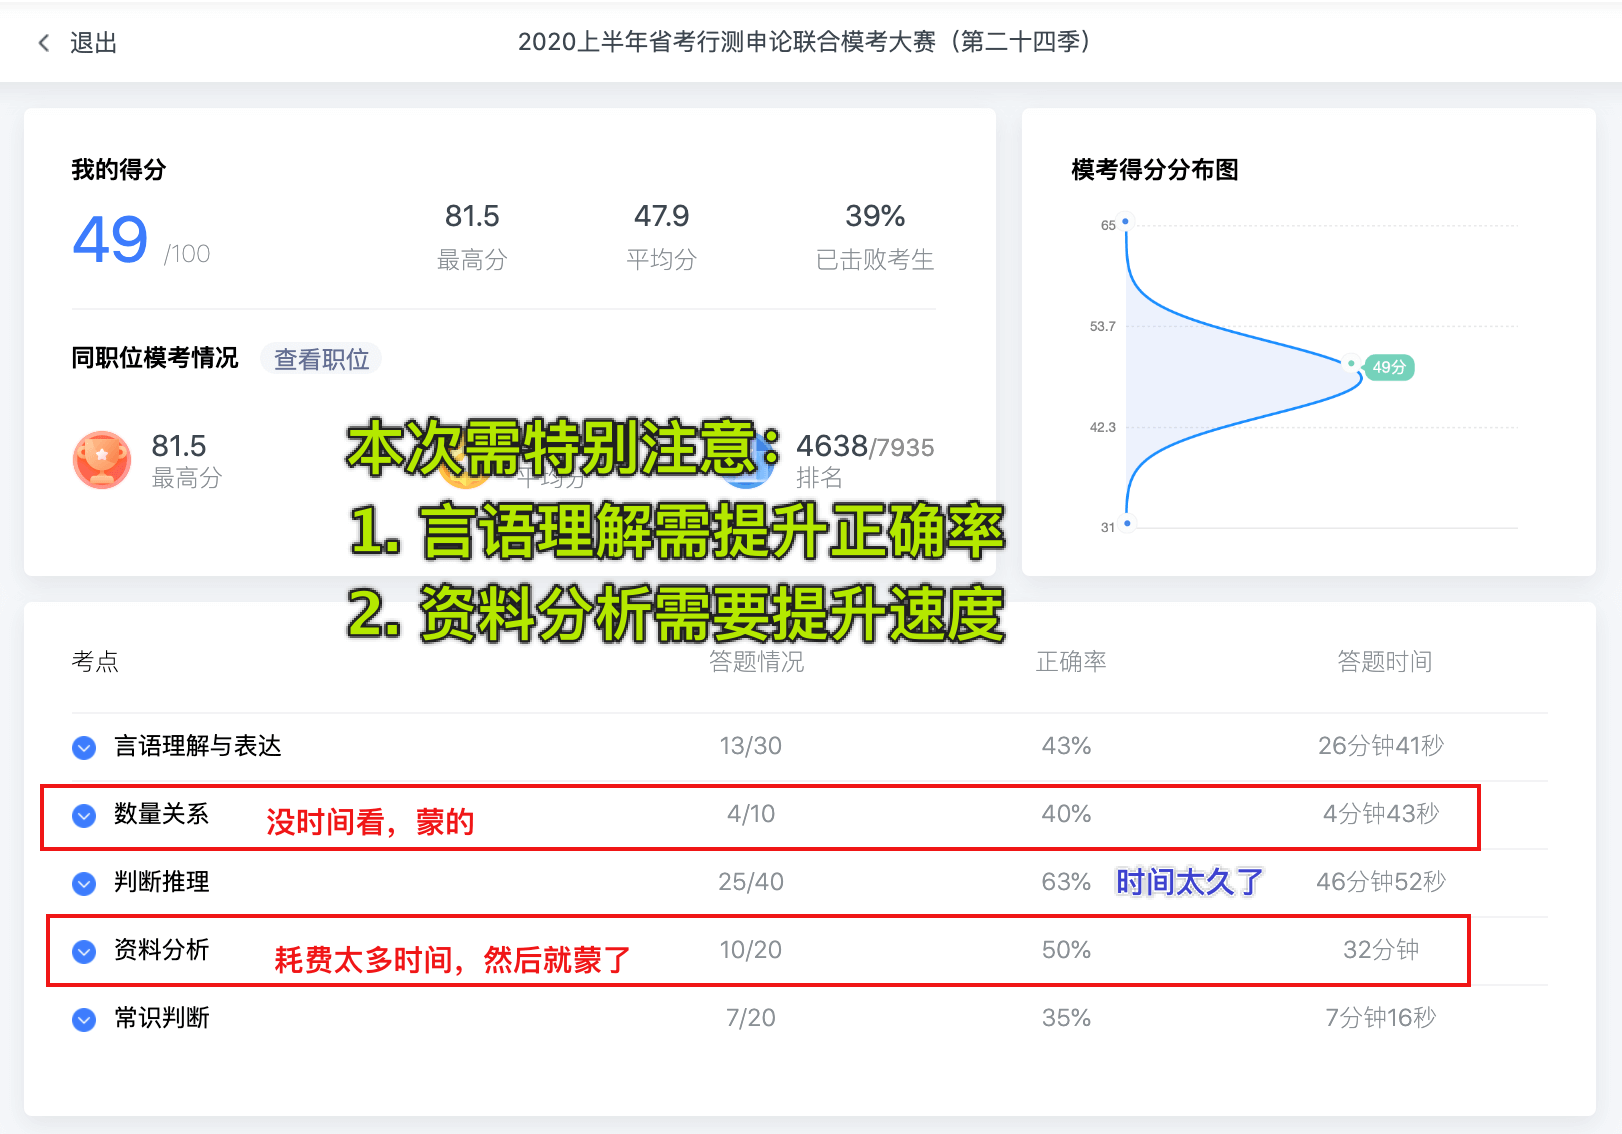 退出
2020上半年省考行测申论联合模考大赛（第二十四季）
我的得分
49 /100
81.5
最高分
47.9
平均分
39%
已击败考生
同职位模考情况 查看职位
81.5
最高分
平均分
4638/7935
排名
本次需特别注意：
1. 言语理解需提升正确率
2. 资料分析需要提升速度
模考得分分布图
65
53.7
49分
42.3
31
考点 答题情况 正确率 答题时间
言语理解与表达 13/30 43% 26分钟41秒
数量关系 没时间看，蒙的 4/10 40% 4分钟43秒
判断推理 25/40 63% 时间太久了 46分钟52秒
资料分析 耗费太多时间，然后就蒙了 10/20 50% 32分钟
常识判断 7/20 35% 7分钟16秒